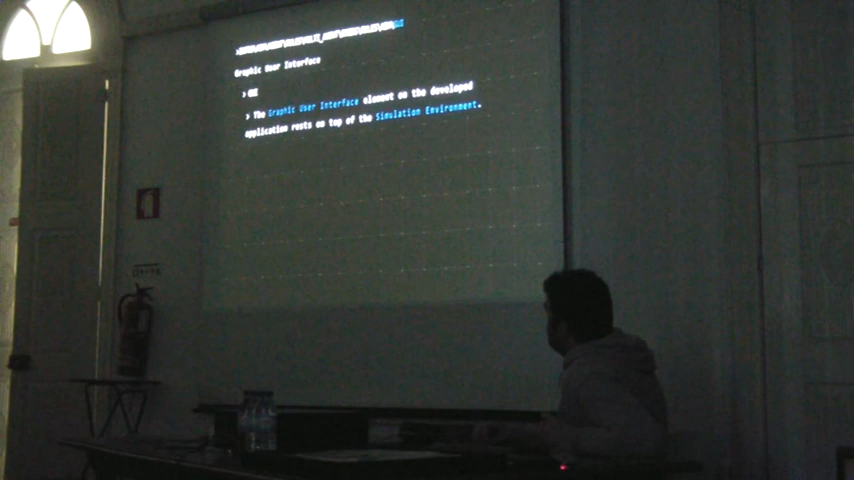 Graphic User Interface
> GUI
> The Graphic User Interface element on the developed
application rests on top of the Simulation Environment.